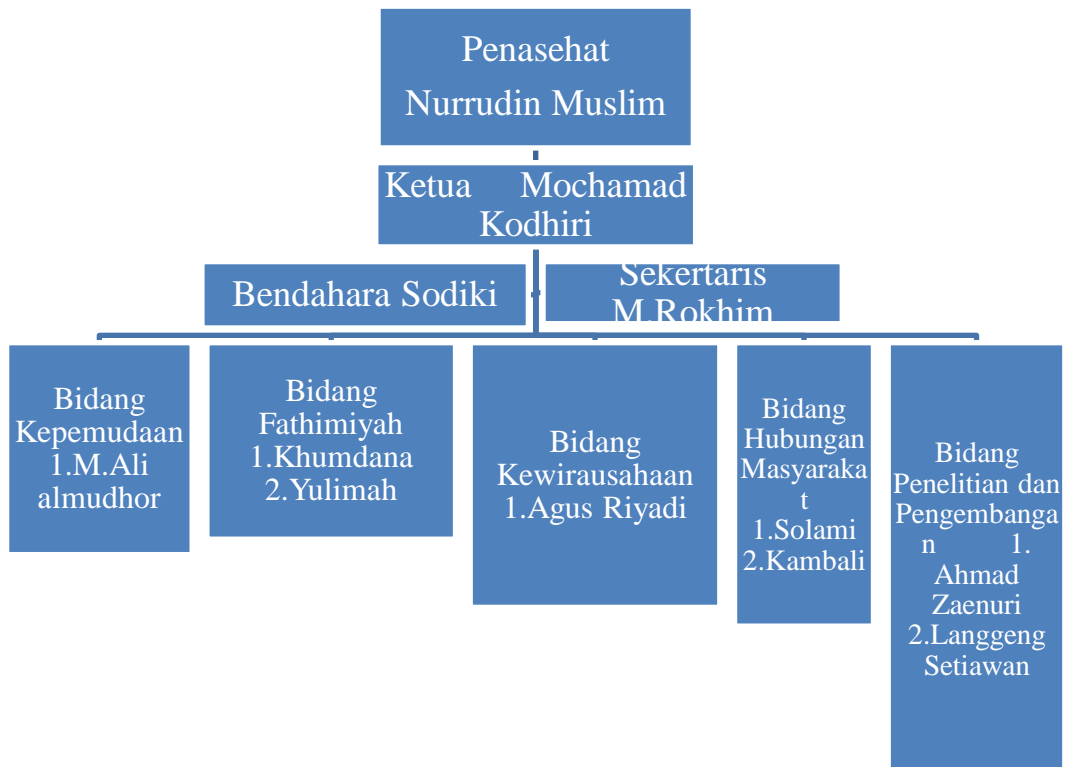 Penasehat
Nurrudin Muslim
Ketua Mochamad
Kodhiri
Bendahara Sodiki
Sekertaris
M.Rokhim
Bidang
Kepemudaan
1.M.Ali
almudhor
Bidang
Fathimiyah
1.Khumdana
2.Yulimah
Bidang
Kewirausahaan
1.Agus Riyadi
Bidang
Hubungan
Masyaraka
t
1.Solami
2.Kambali
Bidang
Penelitian dan
Pengembanga
n 1.
Ahmad
Zaenuri
2.Langgeng
Setiawan